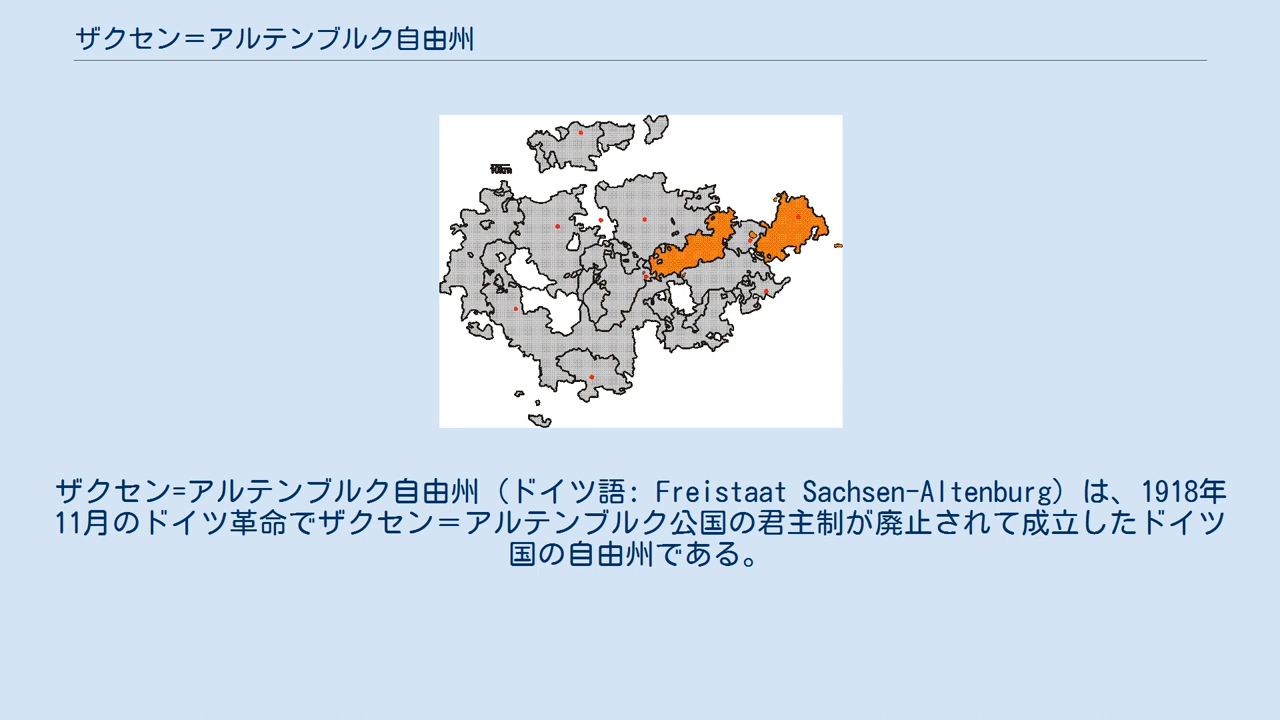 ザクセン＝アルテンブルク自由州
10km
ザクセン=アルテンブルク自由州（ドイツ語: Freistaat Sachsen-Altenburg）は、1918年
11月のドイツ革命でザクセン＝アルテンブルク公国の君主制が廃止されて成立したドイツ
国の自由州である。